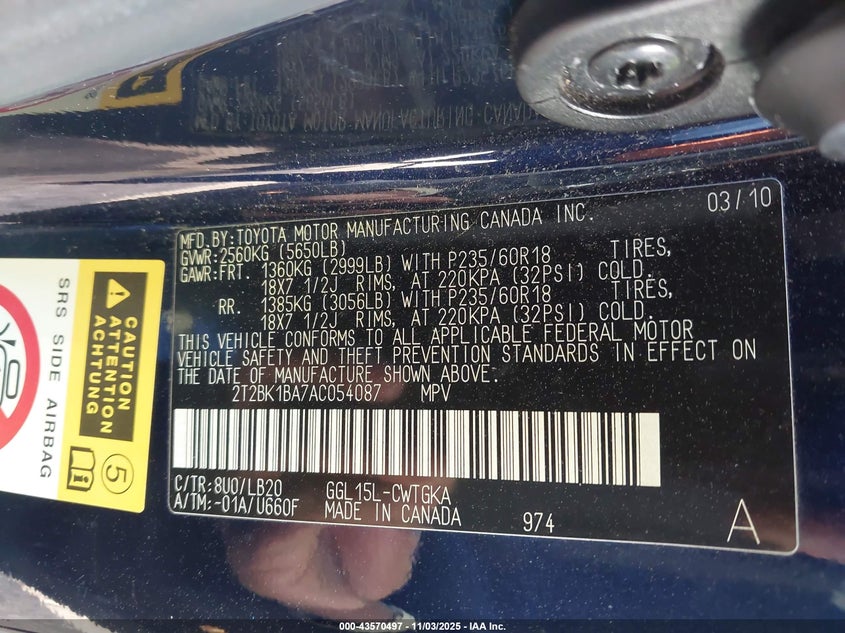 03/10
MFD. BY: TOYOTA MOTOR MANUFACTURING CANADA INC.
GVWR: 2560KG (5650LB)
GAWR: FRT. 1360KG (2999LB) WITH P235/60R18 TIRES,
18X7 1/2J RIMS, AT 220KPA (32PSI) COLD.
RR. 1385KG (3056LB) WITH P235/60R18 TIRES,
18X7 1/2J RIMS, AT 220KPA (32PSI) COLD.
THIS VEHICLE CONFORMS TO ALL APPLICABLE FEDERAL MOTOR
VEHICLE SAFETY AND THEFT PREVENTION STANDARDS IN EFFECT ON
THE DATE OF MANUFACTURE SHOWN ABOVE.
2T2BK1BA7AC054087 MPV
C/TR: 8U0/LB20 GGL15L-CWTGKA
A/TM: -01A/U660F MADE IN CANADA 974 A
CAUTION
ATTENTION
ACHTUNG
5
SRS SIDE AIRBAG
000-43570497 - 11/03/2025 - IAA Inc.